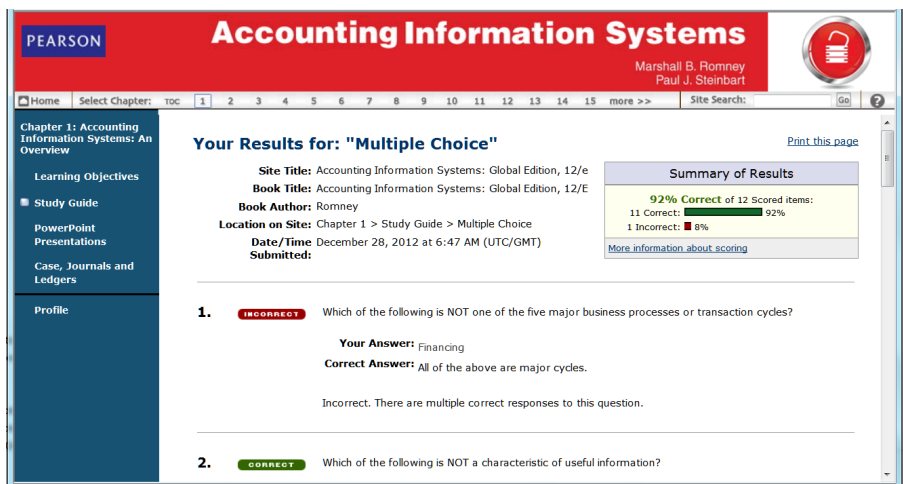 PEARSON
Accounting Information Systems
Marshall B. Romney
Paul J. Steinbart
Home Select Chapter: TOC 1 2 3 4 5 6 7 8 9 10 11 12 13 14 15 more >> Site Search: Go ?
Chapter 1: Accounting
Information Systems: An
Overview
Learning Objectives
Study Guide
PowerPoint
Presentations
Case, Journals and
Ledgers
Profile
Your Results for: "Multiple Choice"
Print this page
Site Title: Accounting Information Systems: Global Edition, 12/e
Book Title: Accounting Information Systems: Global Edition, 12/E
Book Author: Romney
Location on Site: Chapter 1 > Study Guide > Multiple Choice
Date/Time December 28, 2012 at 6:47 AM (UTC/GMT)
Submitted:
Summary of Results
92% Correct of 12 Scored items:
11 Correct: 92%
1 Incorrect: 8%
More information about scoring
1. INCORRECT Which of the following is NOT one of the five major business processes or transaction cycles?
Your Answer: Financing
Correct Answer: All of the above are major cycles.
Incorrect. There are multiple correct responses to this question.
2. CORRECT Which of the following is NOT a characteristic of useful information?